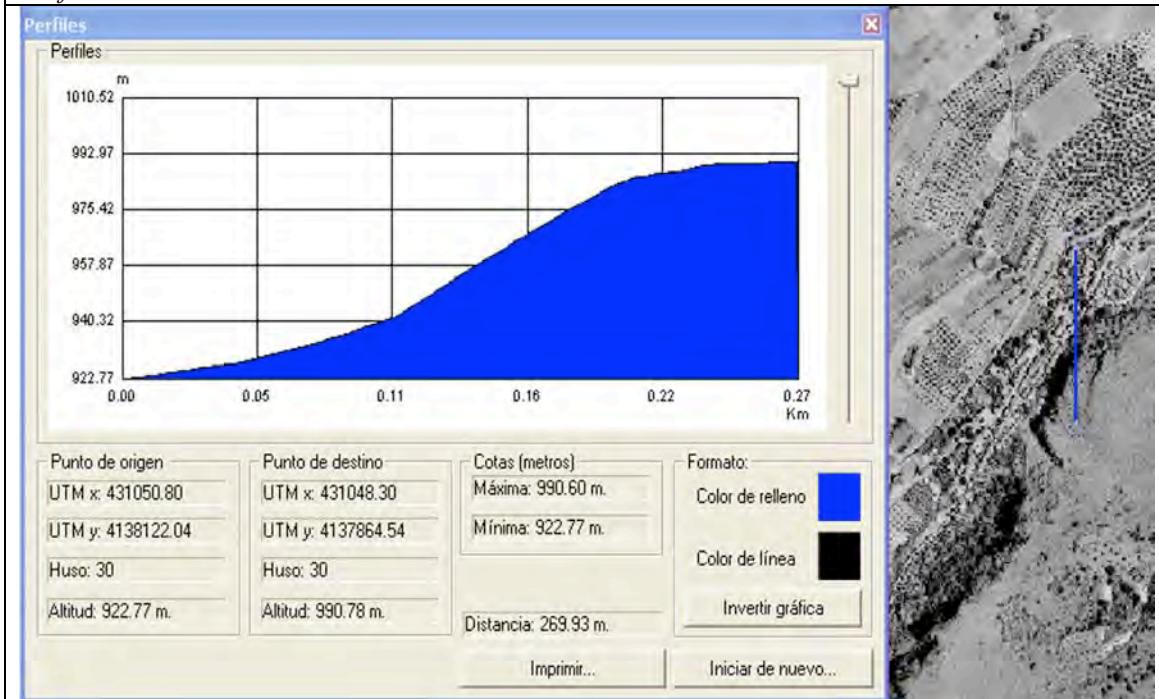 Perfiles
Perfiles
m
1010.52
992.97
975.42
957.87
940.32
922.77
0.00 0.05 0.11 0.16 0.22 0.27
Km
Punto de origen
UTM x: 431050.80
UTM y: 4138122.04
Huso: 30
Altitud: 922.77 m.
Punto de destino
UTM x: 431048.30
UTM y: 4137864.54
Huso: 30
Altitud: 990.78 m.
Cotas (metros)
Máxima: 990.60 m.
Mínima: 922.77 m.
Distancia: 269.93 m.
Formato:
Color de relleno
Color de línea
Invertir gráfica
Imprimir...
Iniciar de nuevo...